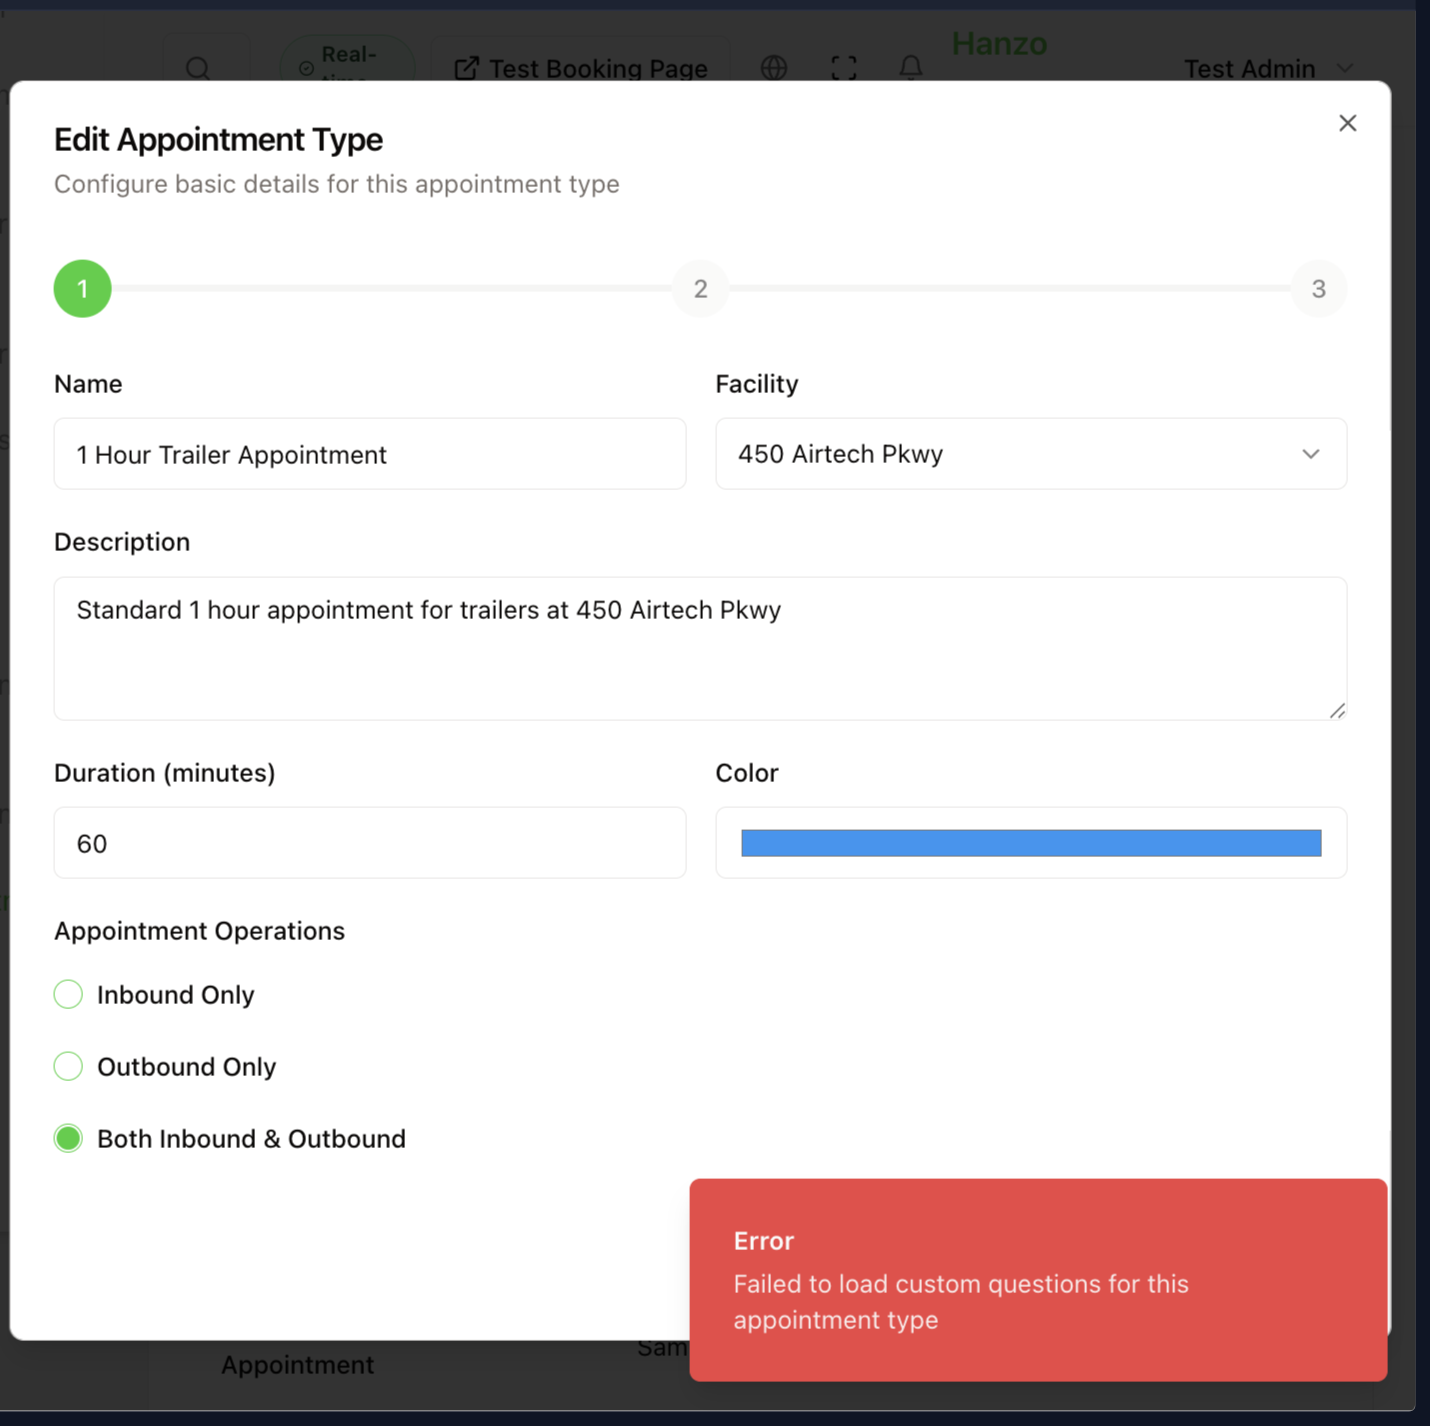 Hanzo
Real-
time
Test Booking Page
Test Admin
Edit Appointment Type
Configure basic details for this appointment type
1
2
3
Name
Facility
1 Hour Trailer Appointment
450 Airtech Pkwy
Description
Standard 1 hour appointment for trailers at 450 Airtech Pkwy
Duration (minutes)
Color
60
Appointment Operations
Inbound Only
Outbound Only
Both Inbound & Outbound
Error
Failed to load custom questions for this
appointment type
Sam
Appointment